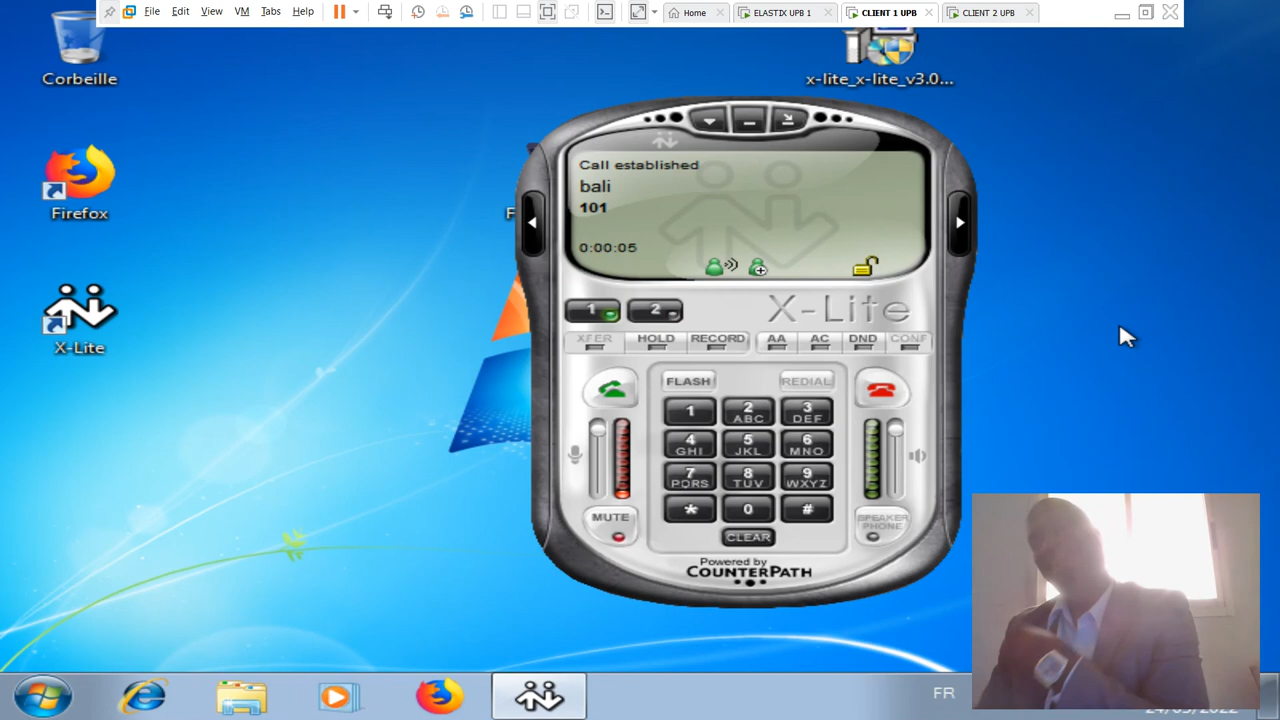 File Edit View VM Tabs Help Home ELASTIX UPB 1 CLIENT 1 UPB CLIENT 2 UPB
Corbeille
x-lite_x-lite_v3.0...
Firefox
X-Lite
Call established
bali
101
0:00:05
1 2 X-Lite
XFER HOLD RECORD AA AC DND CONF
FLASH REDIAL
1 2 ABC 3 DEF
4 GHI 5 JKL 6 MNO
7 PQRS 8 TUV 9 WXYZ
* 0 #
MUTE SPEAKER PHONE
CLEAR
Powered by
COUNTERPATH
FR